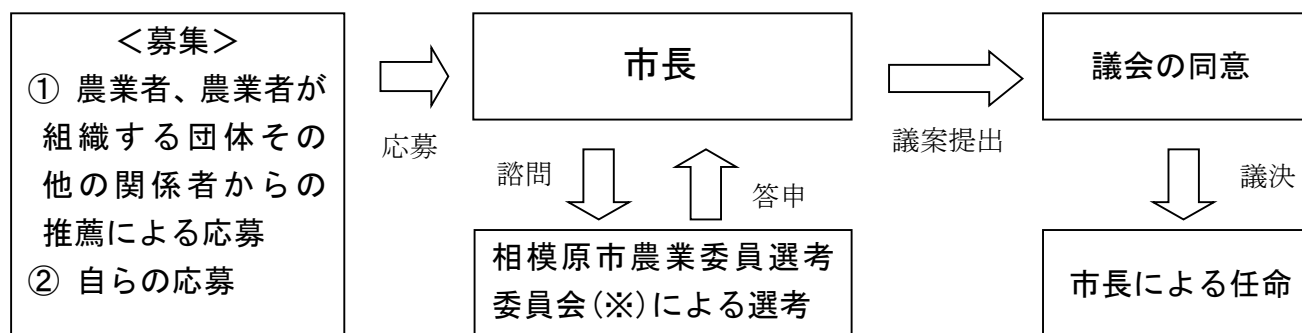 ＜募集＞
① 農業者、農業者が
組織する団体その
他の関係者からの
推薦による応募
② 自らの応募
応募
市長
諮問
答申
相模原市農業委員選考
委員会(※)による選考
議案提出
議会の同意
議決
市長による任命